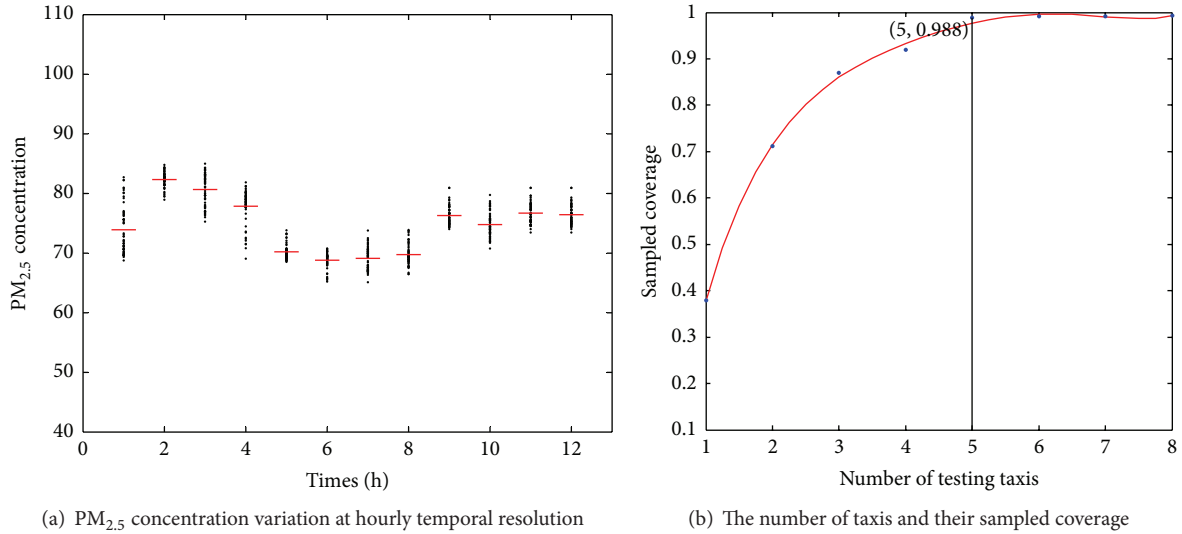 110
100
90
80
70
60
50
40
PM2.5 concentration
0 2 4 6 8 10 12
Times (h)
(a) PM2.5 concentration variation at hourly temporal resolution
1
0.9
0.8
0.7
0.6
0.5
0.4
0.3
0.2
0.1
Sampled coverage
(5, 0.988)
1 2 3 4 5 6 7 8
Number of testing taxis
(b) The number of taxis and their sampled coverage